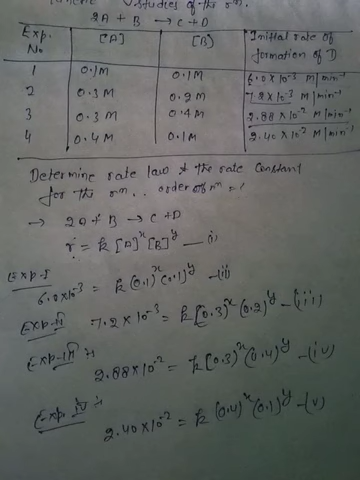 studies of the rn.
2A + B → C + D
Exp. No | [A] | [B] | Initial rate of formation of D
1 | 0.1M | 0.1M | 6.0 × 10⁻³ M/min⁻¹
2 | 0.3M | 0.2M | 7.2 × 10⁻³ M/min⁻¹
3 | 0.3M | 0.4M | 2.88 × 10⁻² M/min⁻¹
4 | 0.4M | 0.1M | 2.40 × 10⁻² M/min⁻¹
Determine rate law & the rate constant
for the rn... order of rn = ?
→ 2A + B → C + D
r = k [A]ˣ [B]ʸ — (i)
Exp-I
6.0×10⁻³ = k (0.1)ˣ (0.1)ʸ — (ii)
Exp-II 7.2 × 10⁻³ = k [0.3)ˣ (0.2)ʸ — (iii)
Exp-III :-
2.88 × 10⁻² = k [0.3)ˣ (0.4)ʸ — (iv)
Exp. IV :-
2.40 × 10⁻² = k (0.4)ˣ (0.1)ʸ — (v)